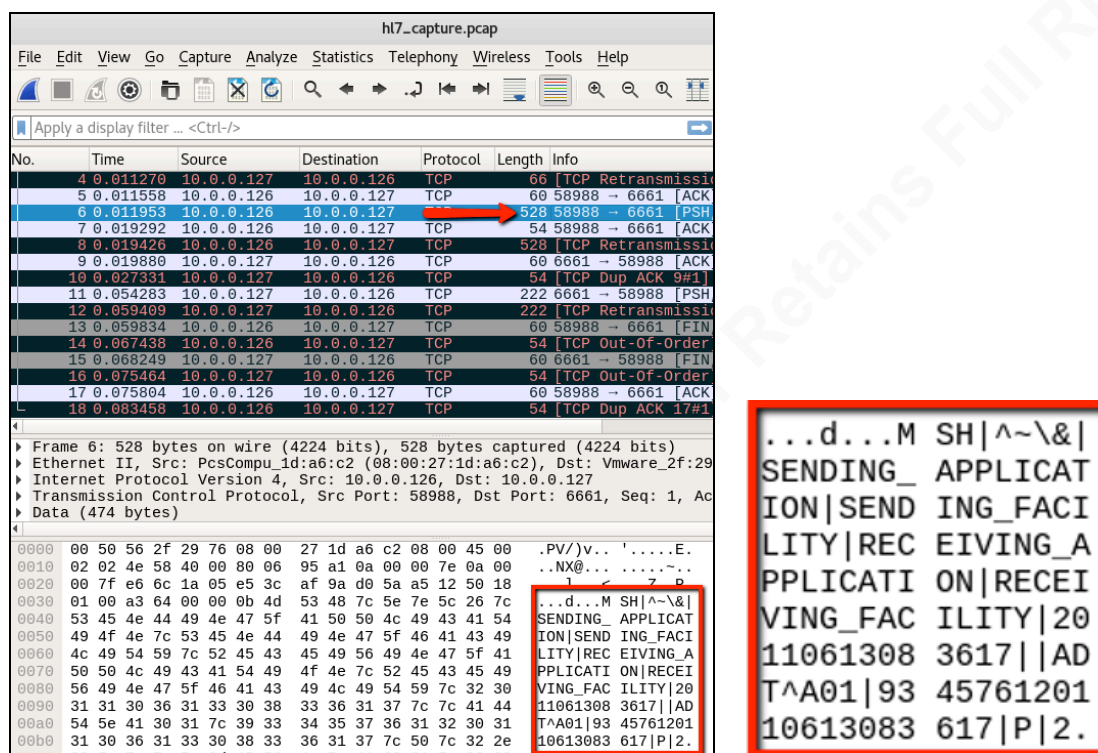 hl7_capture.pcap
File Edit View Go Capture Analyze Statistics Telephony Wireless Tools Help
Apply a display filter ... <Ctrl-/>
No. Time Source Destination Protocol Length Info
4 0.011270 10.0.0.127 10.0.0.126 TCP 66 [TCP Retransmissi
5 0.011558 10.0.0.126 10.0.0.127 TCP 60 58988 → 6661 [ACK
6 0.011953 10.0.0.126 10.0.0.127 528 58988 → 6661 [PSH
7 0.019292 10.0.0.126 10.0.0.127 TCP 54 58988 → 6661 [ACK
8 0.019426 10.0.0.126 10.0.0.127 TCP 528 [TCP Retransmissi
9 0.019880 10.0.0.127 10.0.0.126 TCP 60 6661 → 58988 [ACK
10 0.027331 10.0.0.127 10.0.0.126 TCP 54 [TCP Dup ACK 9#1]
11 0.054283 10.0.0.127 10.0.0.126 TCP 222 6661 → 58988 [PSH
12 0.059409 10.0.0.127 10.0.0.126 TCP 222 [TCP Retransmissi
13 0.059834 10.0.0.126 10.0.0.127 TCP 60 58988 → 6661 [FIN
14 0.067438 10.0.0.126 10.0.0.127 TCP 54 [TCP Out-Of-Order
15 0.068249 10.0.0.127 10.0.0.126 TCP 60 6661 → 58988 [FIN
16 0.075464 10.0.0.127 10.0.0.126 TCP 54 [TCP Out-Of-Order
17 0.075804 10.0.0.126 10.0.0.127 TCP 60 58988 → 6661 [ACK
18 0.083458 10.0.0.126 10.0.0.127 TCP 54 [TCP Dup ACK 17#1
Frame 6: 528 bytes on wire (4224 bits), 528 bytes captured (4224 bits)
Ethernet II, Src: PcsCompu_1d:a6:c2 (08:00:27:1d:a6:c2), Dst: Vmware_2f:29
Internet Protocol Version 4, Src: 10.0.0.126, Dst: 10.0.0.127
Transmission Control Protocol, Src Port: 58988, Dst Port: 6661, Seq: 1, Ac
Data (474 bytes)
0000 00 50 56 2f 29 76 08 00 27 1d a6 c2 08 00 45 00 .PV/)v.. '.....E.
0010 02 02 4e 58 40 00 80 06 95 a1 0a 00 00 7e 0a 00 ..NX@... .....~..
0020 00 7f e6 6c 1a 05 e5 3c af 9a d0 5a a5 12 50 18 ...l...< ...Z..P.
0030 01 00 a3 64 00 00 0b 4d 53 48 7c 5e 7e 5c 26 7c ...d...M SH|^~\&|
0040 53 45 4e 44 49 4e 47 5f 41 50 50 4c 49 43 41 54 SENDING_ APPLICAT
0050 49 4f 4e 7c 53 45 4e 44 49 4e 47 5f 46 41 43 49 ION|SEND ING_FACI
0060 4c 49 54 59 7c 52 45 43 45 49 56 49 4e 47 5f 41 LITY|REC EIVING_A
0070 50 50 4c 49 43 41 54 49 4f 4e 7c 52 45 43 45 49 PPLICATI ON|RECEI
0080 56 49 4e 47 5f 46 41 43 49 4c 49 54 59 7c 32 30 VING_FAC ILITY|20
0090 31 31 30 36 31 33 30 38 33 36 31 37 7c 7c 41 44 11061308 3617||AD
00a0 54 5e 41 30 31 7c 39 33 34 35 37 36 31 32 30 31 T^A01|93 45761201
00b0 31 30 36 31 33 30 38 33 36 31 37 7c 50 7c 32 2e 10613083 617|P|2.
...d...M SH|^~\&|
SENDING_ APPLICAT
ION|SEND ING_FACI
LITY|REC EIVING_A
PPLICATI ON|RECEI
VING_FAC ILITY|20
11061308 3617||AD
T^A01|93 45761201
10613083 617|P|2.
Retains Full